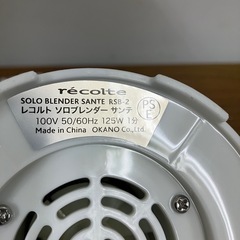 récolte
SOLO BLENDER SANTE RSB-2
レコルト ソロブレンダー サンテ
100V 50/60Hz 125W 1分
Made in China OKANO Co.,Ltd.
PS
E